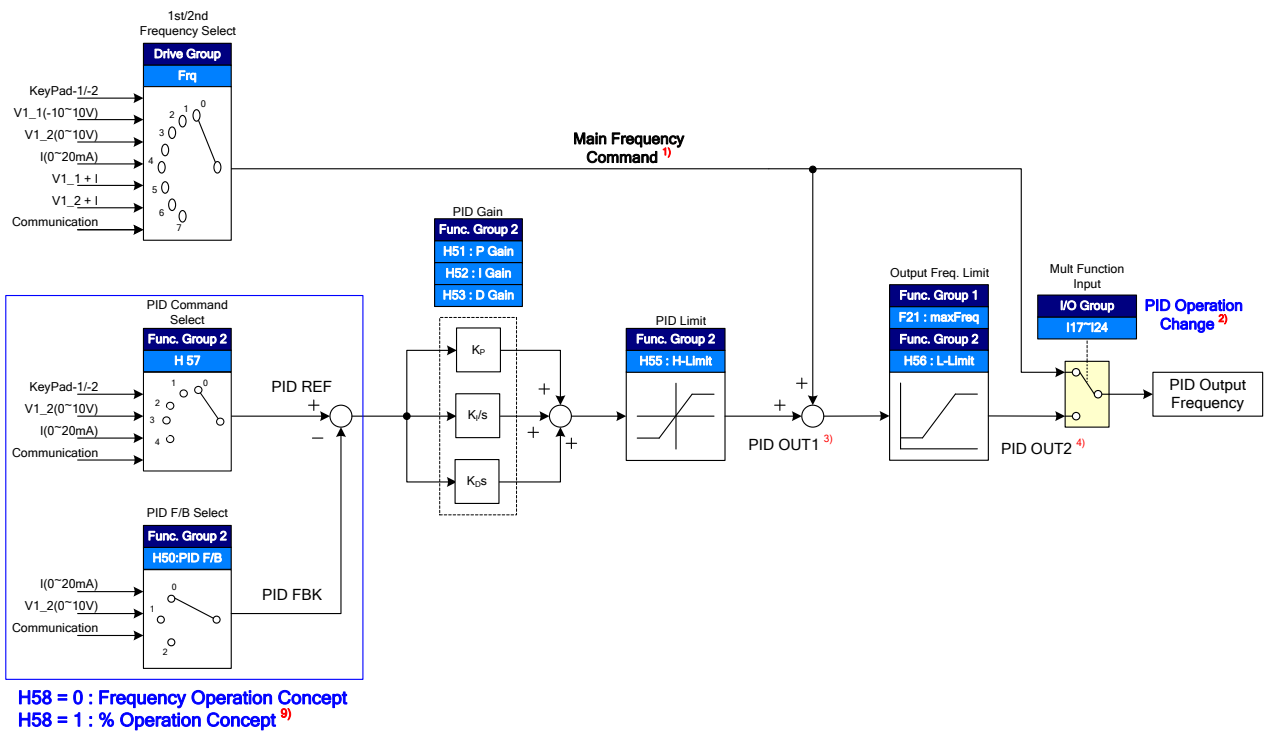 1st/2nd
Frequency Select
Drive Group
Frq
KeyPad-1/-2
V1_1(-10~10V)
V1_2(0~10V)
I(0~20mA)
V1_1 + I
V1_2 + I
Communication
0
1
2
3
4
5
6
7
Main Frequency
Command 1)
PID Gain
Func. Group 2
H51 : P Gain
H52 : I Gain
H53 : D Gain
KP
KI/s
KDs
+
+
+
PID Command
Select
Func. Group 2
H 57
KeyPad-1/-2
V1_2(0~10V)
I(0~20mA)
Communication
0
1
2
3
4
PID REF
+
−
PID F/B Select
Func. Group 2
H50:PID F/B
I(0~20mA)
V1_2(0~10V)
Communication
0
1
2
PID FBK
PID Limit
Func. Group 2
H55 : H-Limit
+
+
PID OUT1 3)
Output Freq. Limit
Func. Group 1
F21 : maxFreq
Func. Group 2
H56 : L-Limit
PID OUT2 4)
Mult Function
Input
I/O Group
I17~I24
PID Operation
Change 2)
PID Output
Frequency
H58 = 0 : Frequency Operation Concept
H58 = 1 : % Operation Concept 9)